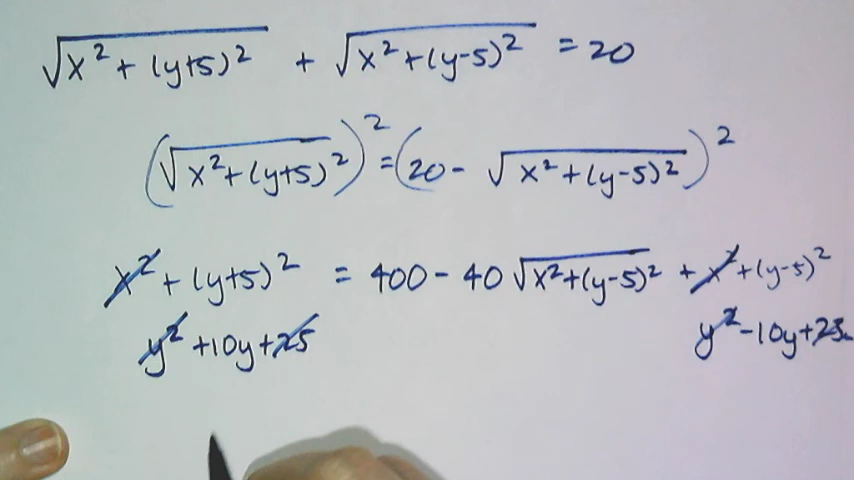 √x² + (y+5)² + √x² + (y-5)² = 20
(√x² + (y+5)²)² = (20 - √x² + (y-5)²)²
x² + (y+5)² = 400 - 40 √x² + (y-5)² + x² + (y-5)²
y² + 10y + 25 y² - 10y + 25